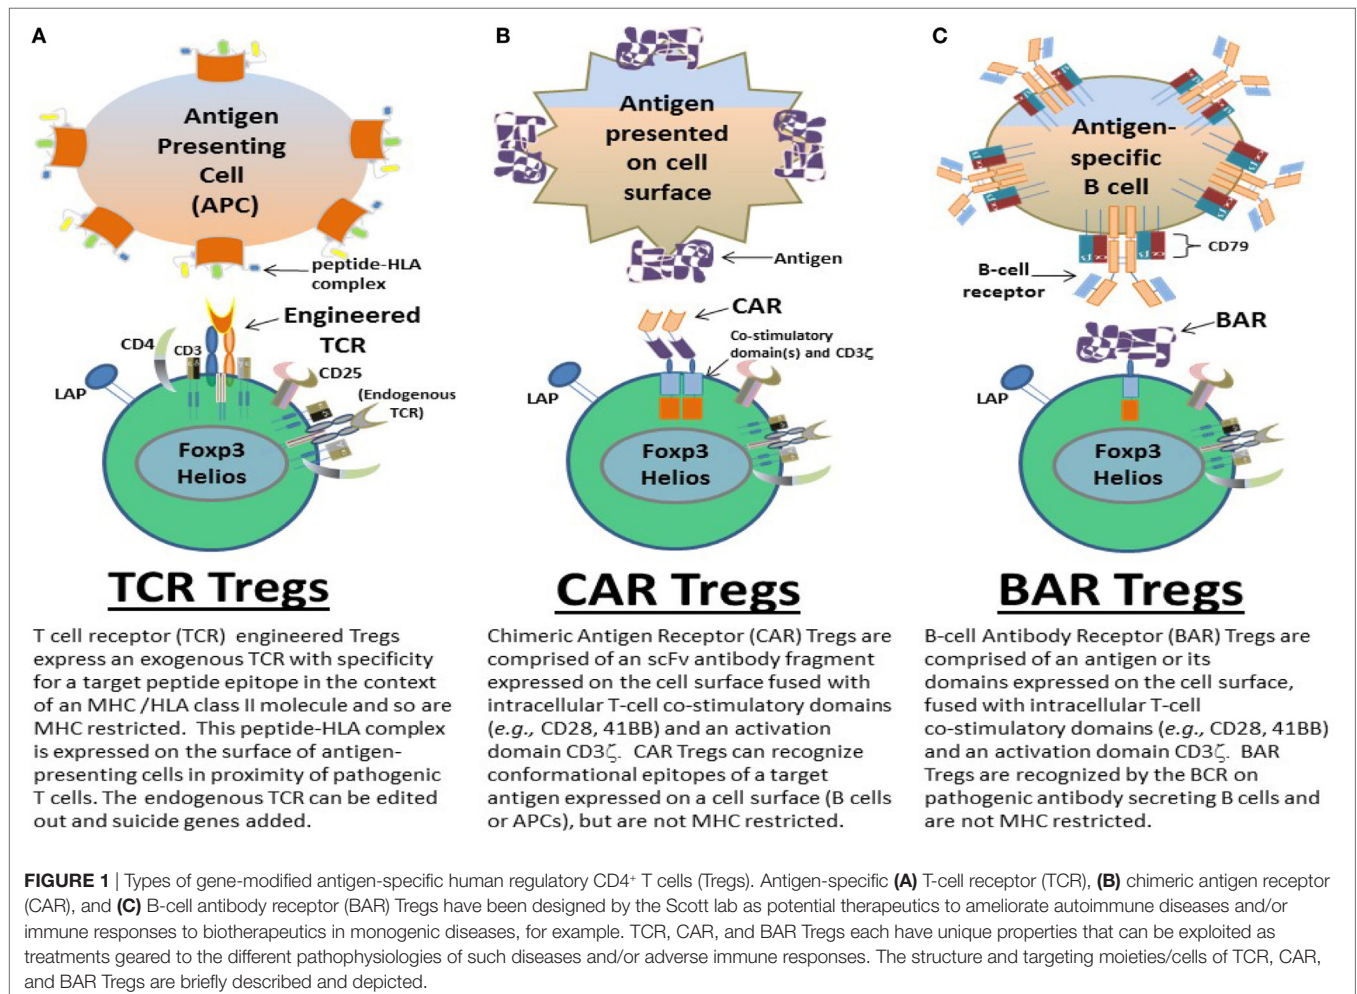 A
Antigen
Presenting
Cell
(APC)
peptide-HLA
complex
Engineered
TCR
CD4
CD3
CD25
LAP
(Endogenous
TCR)
Foxp3
Helios
TCR Tregs
T cell receptor (TCR) engineered Tregs
express an exogenous TCR with specificity
for a target peptide epitope in the context
of an MHC /HLA class II molecule and so are
MHC restricted. This peptide-HLA complex
is expressed on the surface of antigen-
presenting cells in proximity of pathogenic
T cells. The endogenous TCR can be edited
out and suicide genes added.
B
Antigen
presented
on cell
surface
Antigen
CAR
Co-stimulatory
domain(s) and CD3ζ
LAP
Foxp3
Helios
CAR Tregs
Chimeric Antigen Receptor (CAR) Tregs are
comprised of an scFv antibody fragment
expressed on the cell surface fused with
intracellular T-cell co-stimulatory domains
(e.g., CD28, 41BB) and an activation
domain CD3ζ. CAR Tregs can recognize
conformational epitopes of a target
antigen expressed on a cell surface (B cells
or APCs), but are not MHC restricted.
C
Antigen-
specific
B cell
CD79
B-cell
receptor
BAR
LAP
Foxp3
Helios
BAR Tregs
B-cell Antibody Receptor (BAR) Tregs are
comprised of an antigen or its
domains expressed on the cell surface,
fused with intracellular T-cell
co-stimulatory domains (e.g., CD28, 41BB)
and an activation domain CD3ζ. BAR
Tregs are recognized by the BCR on
pathogenic antibody secreting B cells and
are not MHC restricted.
FIGURE 1 | Types of gene-modified antigen-specific human regulatory CD4⁺ T cells (Tregs). Antigen-specific (A) T-cell receptor (TCR), (B) chimeric antigen receptor
(CAR), and (C) B-cell antibody receptor (BAR) Tregs have been designed by the Scott lab as potential therapeutics to ameliorate autoimmune diseases and/or
immune responses to biotherapeutics in monogenic diseases, for example. TCR, CAR, and BAR Tregs each have unique properties that can be exploited as
treatments geared to the different pathophysiologies of such diseases and/or adverse immune responses. The structure and targeting moieties/cells of TCR, CAR,
and BAR Tregs are briefly described and depicted.